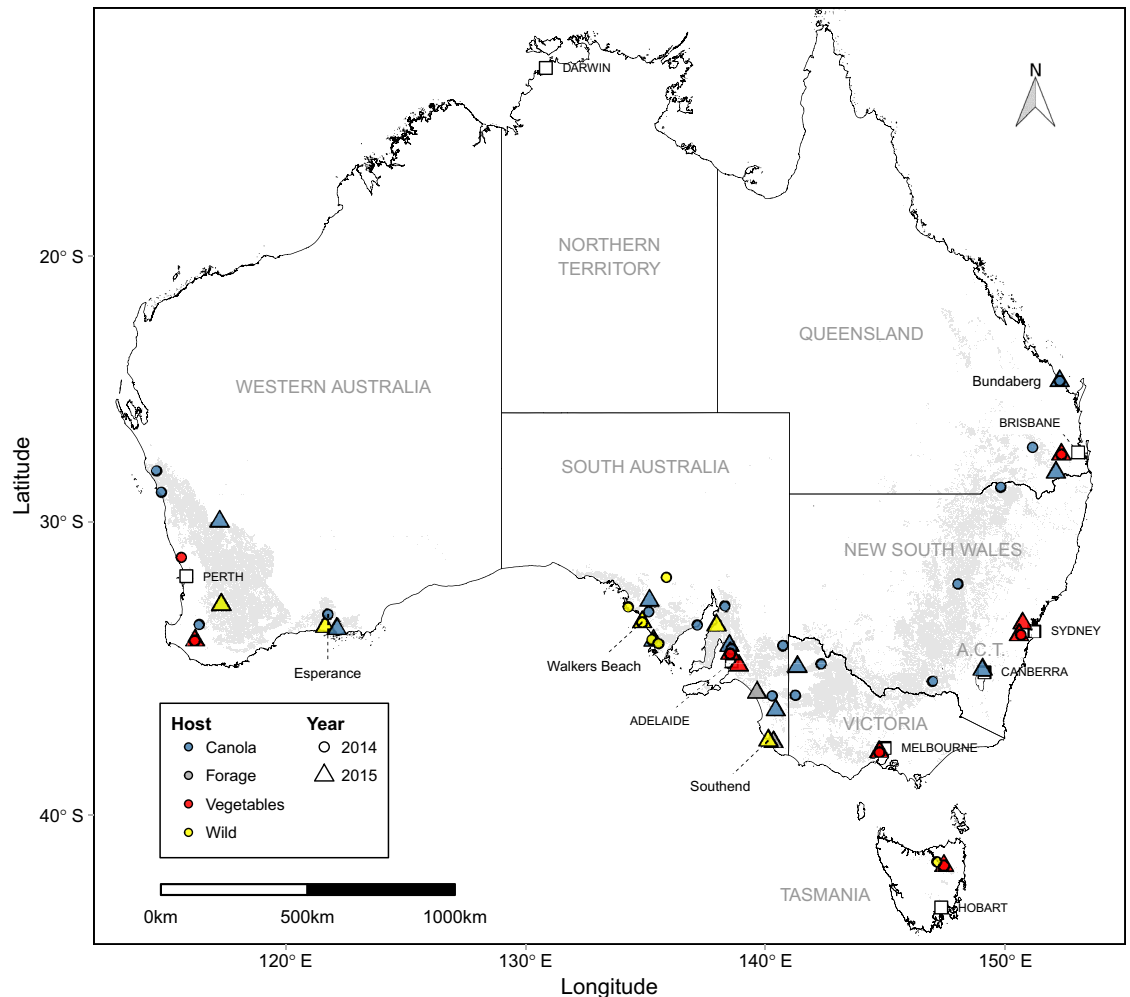 N
DARWIN
NORTHERN
TERRITORY
20° S
QUEENSLAND
WESTERN AUSTRALIA
Bundaberg
BRISBANE
SOUTH AUSTRALIA
Latitude
30° S
NEW SOUTH WALES
PERTH
SYDNEY
A.C.T.
Walkers Beach
CANBERRA
Esperance
ADELAIDE
VICTORIA
MELBOURNE
Southend
Host
Canola
Forage
Vegetables
Wild
Year
2014
2015
40° S
0km
500km
1000km
TASMANIA
HOBART
120° E
130° E
140° E
150° E
Longitude